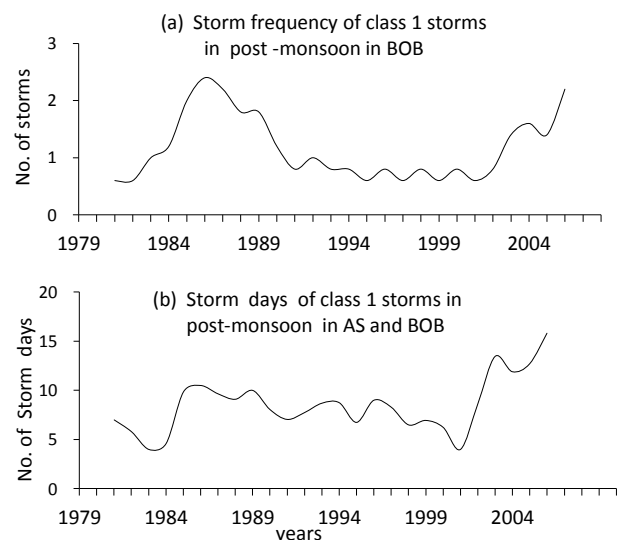 (a) Storm frequency of class 1 storms
in post -monsoon in BOB
No. of storms
3
2
1
0
1979 1984 1989 1994 1999 2004
(b) Storm days of class 1 storms in
post-monsoon in AS and BOB
No. of Storm days
20
15
10
5
0
1979 1984 1989 1994 1999 2004
years